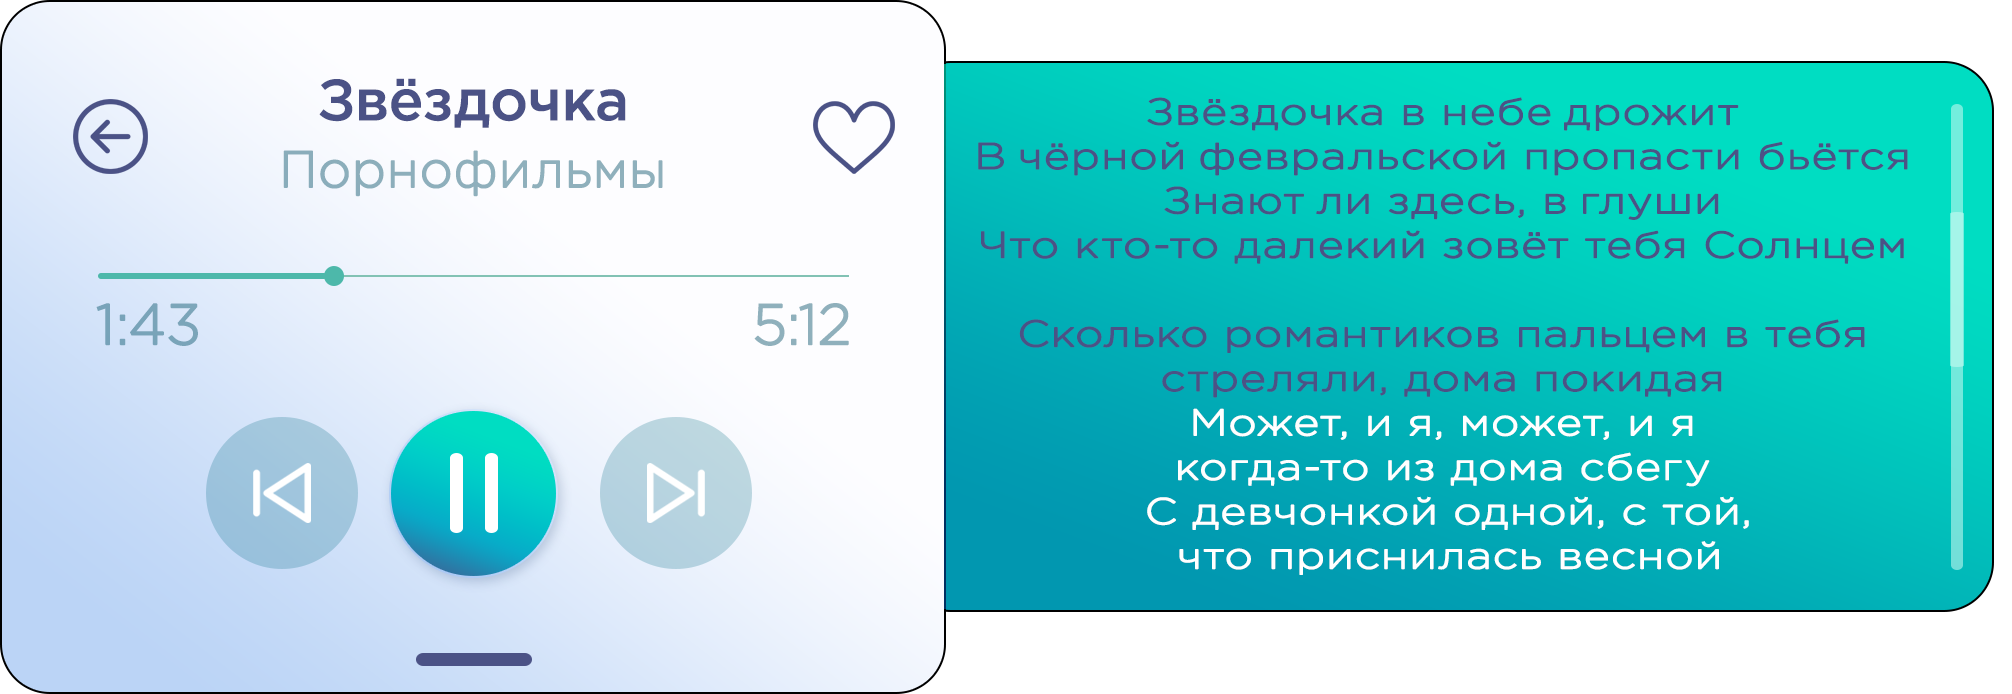 Звёздочка
Порнофильмы
1:43
5:12
Звёздочка в небе дрожит
В чёрной февральской пропасти бьётся
Знают ли здесь, в глуши
Что кто-то далекий зовёт тебя Солнцем
Сколько романтиков пальцем в тебя
стреляли, дома покидая
Может, и я, может, и я
когда-то из дома сбегу
С девчонкой одной, с той,
что приснилась весной